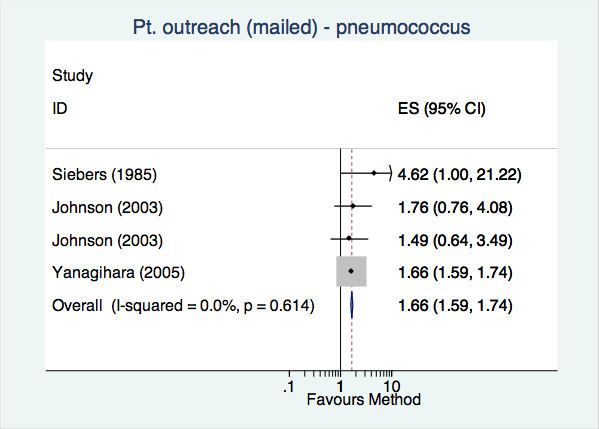 Pt. outreach (mailed) - pneumococcus
Study
ID ES (95% CI)
Siebers (1985) 4.62 (1.00, 21.22)
Johnson (2003) 1.76 (0.76, 4.08)
Johnson (2003) 1.49 (0.64, 3.49)
Yanagihara (2005) 1.66 (1.59, 1.74)
Overall (I-squared = 0.0%, p = 0.614) 1.66 (1.59, 1.74)
.1 1 10
Favours Method